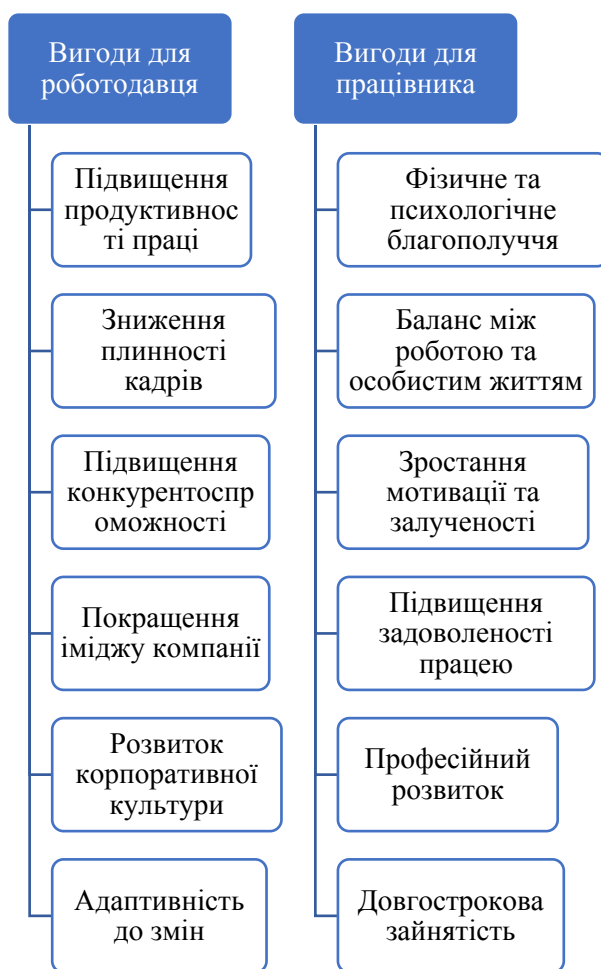 Вигоди для
роботодавця
Підвищення
продуктивнос
ті праці
Зниження
плинності
кадрів
Підвищення
конкурентоспр
оможності
Покращення
іміджу компанії
Розвиток
корпоративної
культури
Адаптивність
до змін
Вигоди для
працівника
Фізичне та
психологічне
благополуччя
Баланс між
роботою та
особистим життям
Зростання
мотивації та
залученості
Підвищення
задоволеності
працею
Професійний
розвиток
Довгострокова
зайнятість